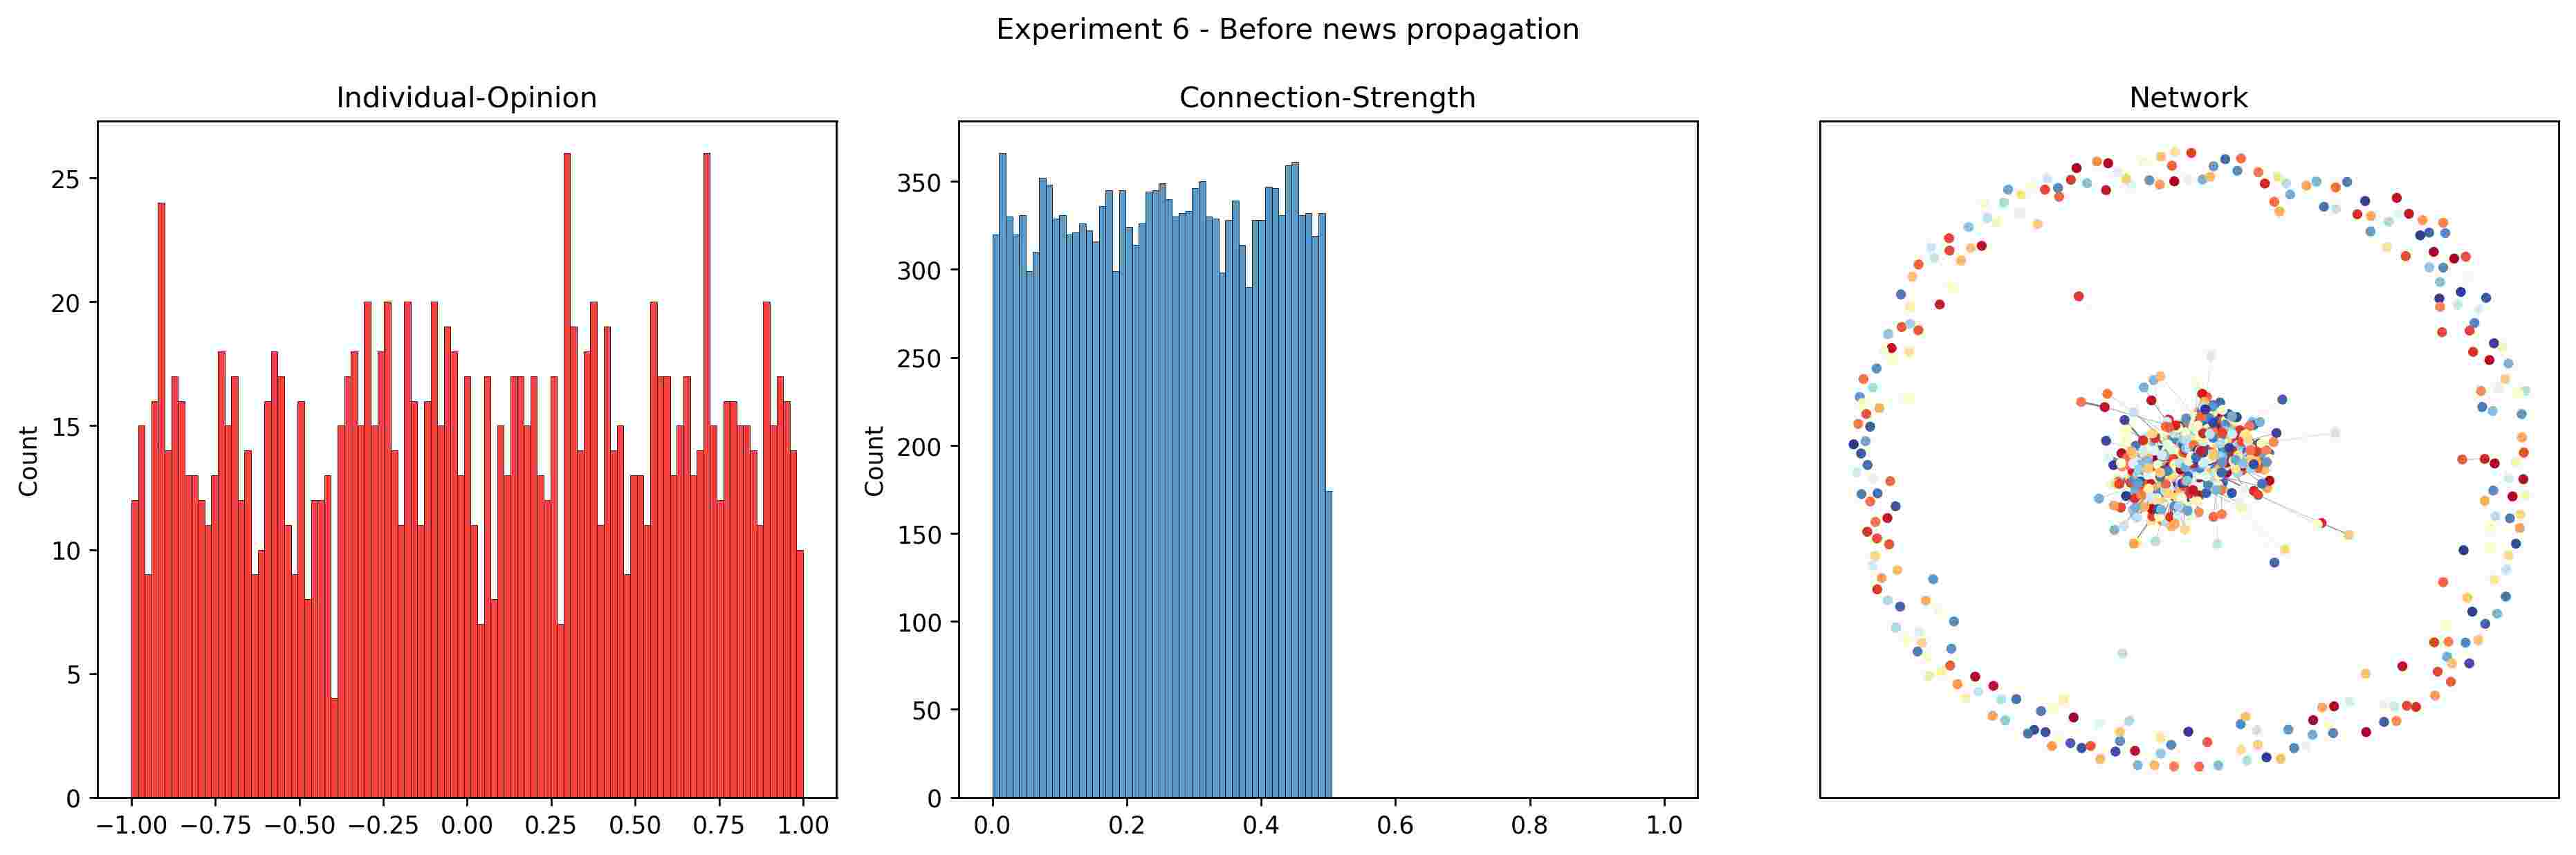 Experiment 6 - Before news propagation
Individual-Opinion
Count
25
20
15
10
5
0
−1.00 −0.75 −0.50 −0.25 0.00 0.25 0.50 0.75 1.00
Connection-Strength
Count
350
300
250
200
150
100
50
0
0.0 0.2 0.4 0.6 0.8 1.0
Network